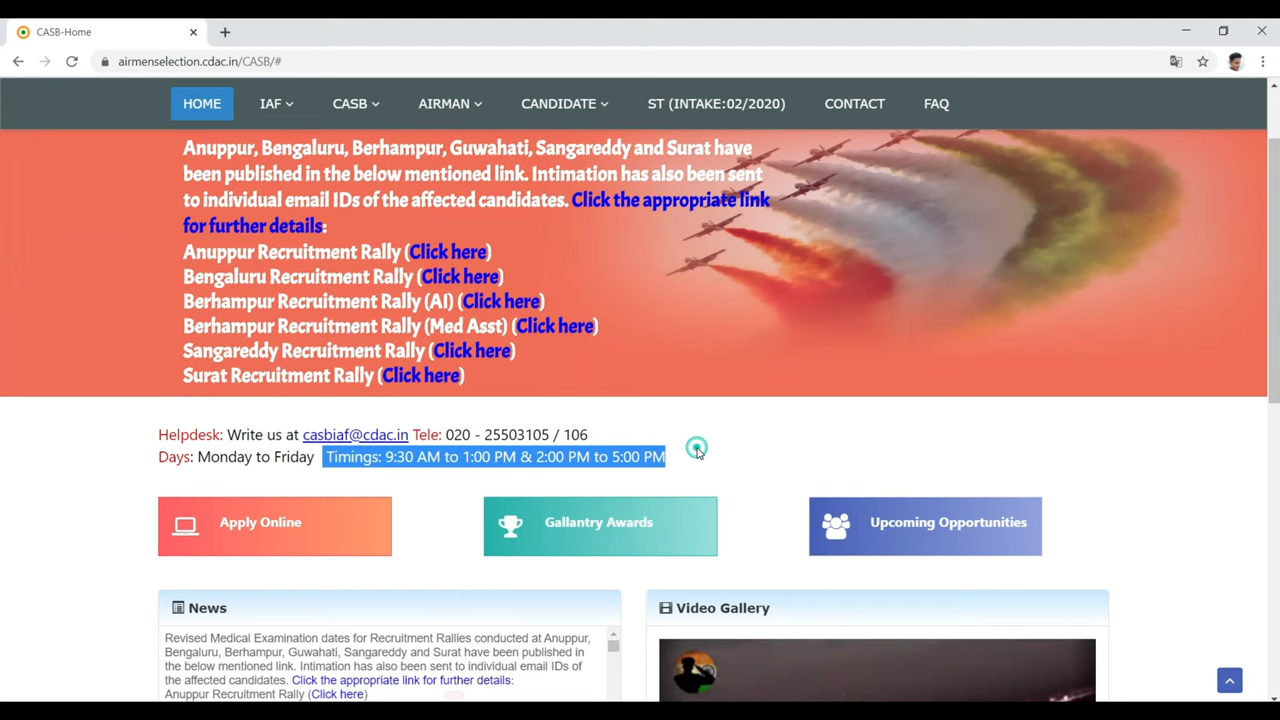 CASB-Home
airmenselection.cdac.in/CASB/#
HOME IAF CASB AIRMAN CANDIDATE ST (INTAKE:02/2020) CONTACT FAQ
Anuppur, Bengaluru, Berhampur, Guwahati, Sangareddy and Surat have
been published in the below mentioned link. Intimation has also been sent
to individual email IDs of the affected candidates. Click the appropriate link
for further details:
Anuppur Recruitment Rally (Click here)
Bengaluru Recruitment Rally (Click here)
Berhampur Recruitment Rally (AI) (Click here)
Berhampur Recruitment Rally (Med Asst) (Click here)
Sangareddy Recruitment Rally (Click here)
Surat Recruitment Rally (Click here)
Helpdesk: Write us at casbiaf@cdac.in Tele: 020 - 25503105 / 106
Days: Monday to Friday Timings: 9:30 AM to 1:00 PM & 2:00 PM to 5:00 PM
Apply Online
Gallantry Awards
Upcoming Opportunities
News
Revised Medical Examination dates for Recruitment Rallies conducted at Anuppur,
Bengaluru, Berhampur, Guwahati, Sangareddy and Surat have been published in
the below mentioned link. Intimation has also been sent to individual email IDs of
the affected candidates. Click the appropriate link for further details:
Anuppur Recruitment Rally (Click here)
Video Gallery